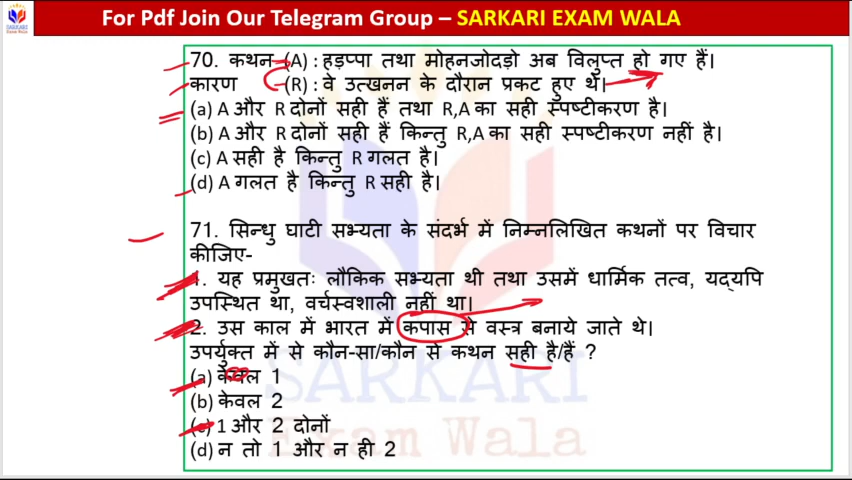 For Pdf Join Our Telegram Group – SARKARI EXAM WALA
SARKARI
Exam Wala
70. कथन (A) : हड़प्पा तथा मोहनजोदड़ो अब विलुप्त हो गए हैं।
कारण (R) : वे उत्खनन के दौरान प्रकट हुए थे।
(a) A और R दोनों सही हैं तथा R,A का सही स्पष्टीकरण है।
(b) A और R दोनों सही हैं किन्तु R,A का सही स्पष्टीकरण नहीं है।
(c) A सही है किन्तु R गलत है।
(d) A गलत है किन्तु R सही है।
71. सिन्धु घाटी सभ्यता के संदर्भ में निम्नलिखित कथनों पर विचार
कीजिए-
1. यह प्रमुखतः लौकिक सभ्यता थी तथा उसमें धार्मिक तत्व, यद्यपि
उपस्थित था, वर्चस्वशाली नहीं था।
2. उस काल में भारत में कपास से वस्त्र बनाये जाते थे।
उपर्युक्त में से कौन-सा/कौन से कथन सही है/हैं ?
(a) केवल 1
(b) केवल 2
(c) 1 और 2 दोनों
(d) न तो 1 और न ही 2
SARKARI
Exam Wala